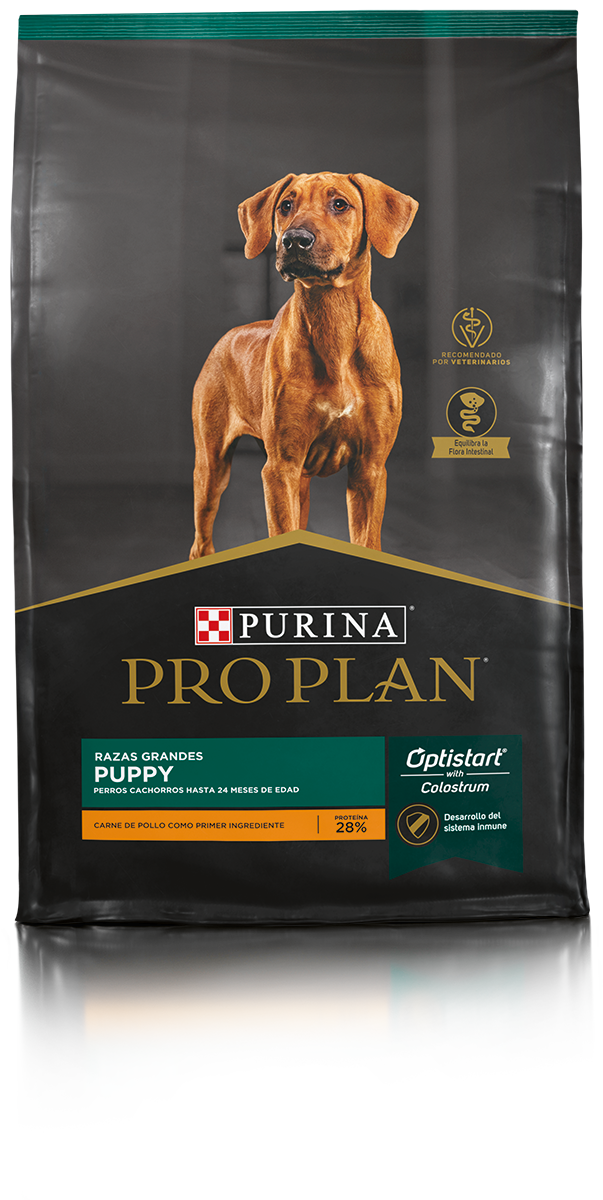 RECOMENDADO
POR VETERINARIOS
Equilibra la
Flora Intestinal
PURINA®
PRO PLAN®
RAZAS GRANDES
PUPPY
PERROS CACHORROS HASTA 24 MESES DE EDAD
CARNE DE POLLO COMO PRIMER INGREDIENTE
PROTEÍNA
28%
Optistart®
with
Colostrum
Desarrollo del
sistema inmune